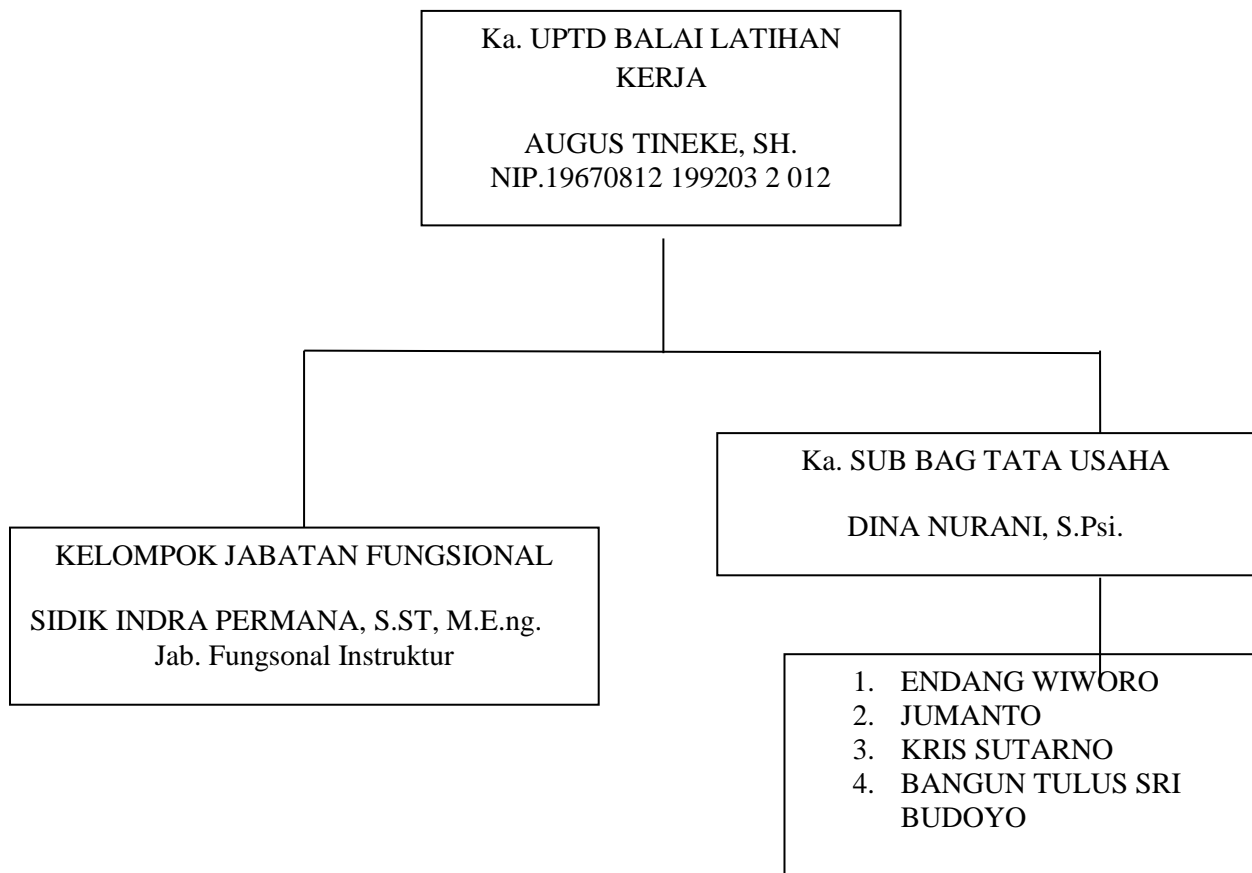 Ka. UPTD BALAI LATIHAN
KERJA
AUGUS TINEKE, SH.
NIP.19670812 199203 2 012
Ka. SUB BAG TATA USAHA
DINA NURANI, S.Psi.
KELOMPOK JABATAN FUNGSIONAL
SIDIK INDRA PERMANA, S.ST, M.E.ng.
Jab. Fungsonal Instruktur
1. ENDANG WIWORO
2. JUMANTO
3. KRIS SUTARNO
4. BANGUN TULUS SRI
BUDOYO